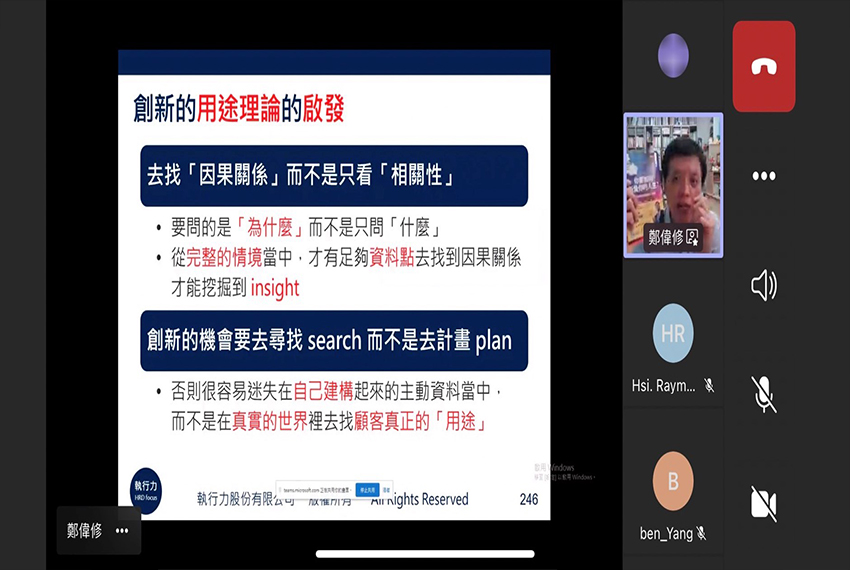 創新的用途理論的啟發
去找「因果關係」而不是只看「相關性」
• 要問的是「為什麼」而不是只問「什麼」
• 從完整的情境當中，才有足夠資料點去找到因果關係
才能挖掘到 insight
創新的機會要去尋找 search 而不是去計畫 plan
• 否則很容易迷失在自己建構起來的主動資料當中，
而不是在真實的世界裡去找顧客真正的「用途」
執行力
HRD focus
執行力股份有限公司 版權所有 All Rights Reserved
246
鄭偉修 •••
鄭偉修
HR
Hsi. Raym...
B
ben_Yang